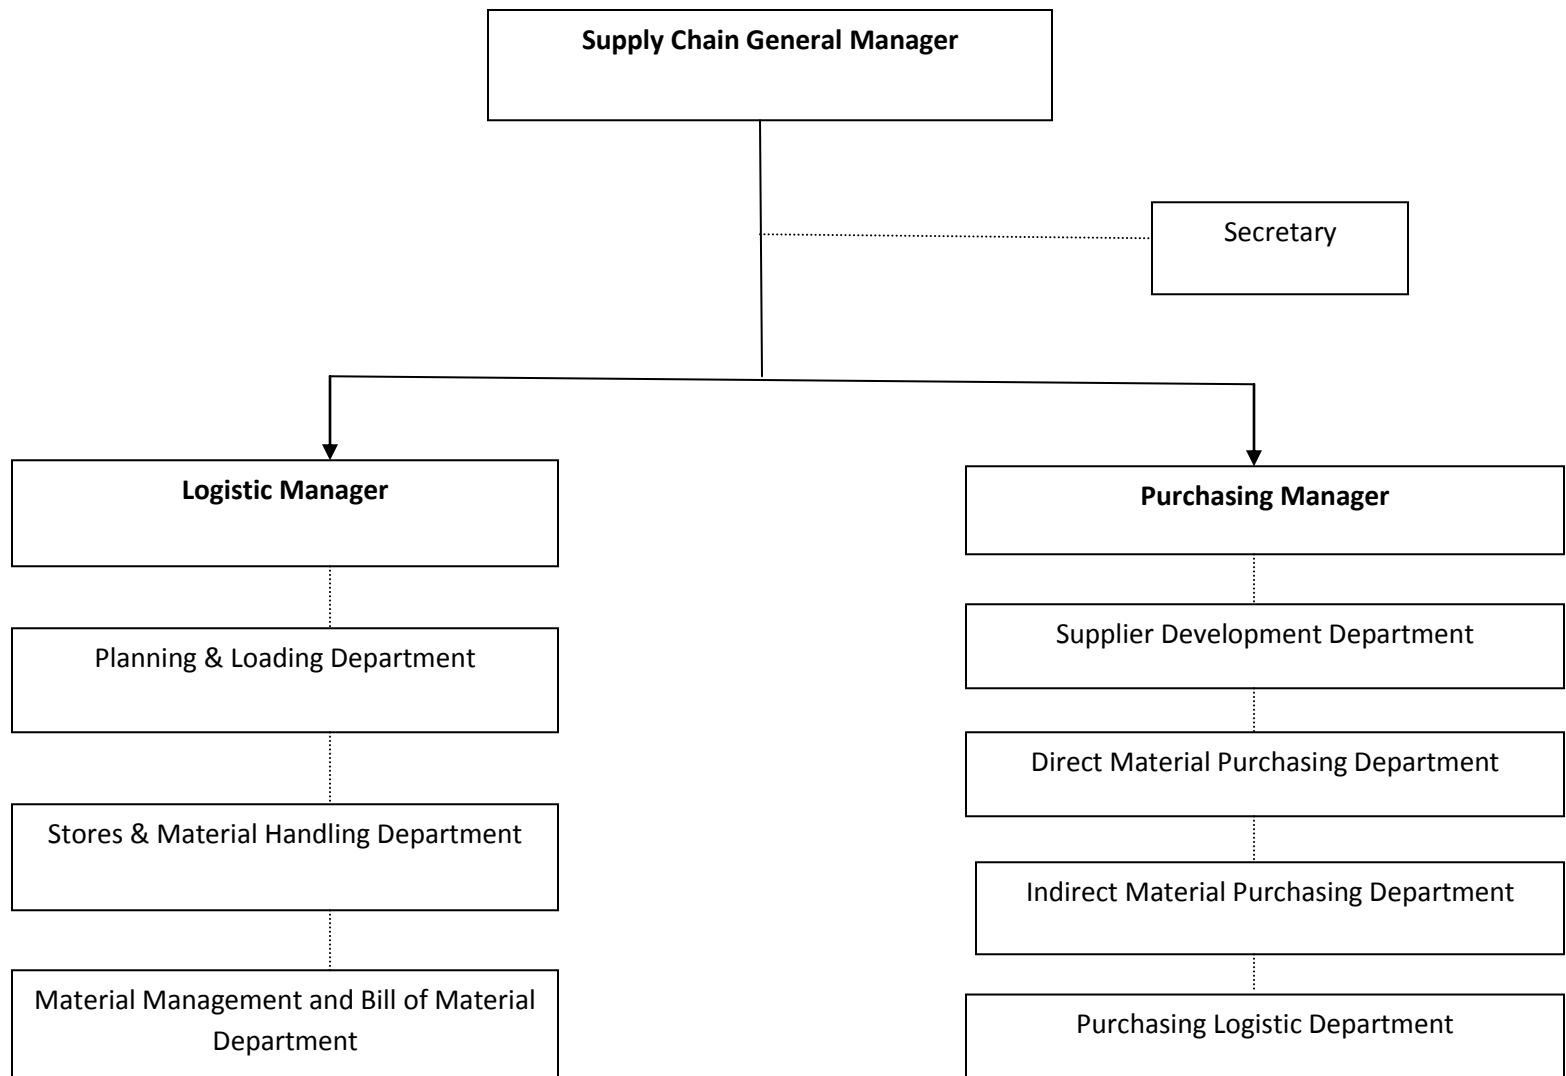 Supply Chain General Manager
Secretary
Logistic Manager
Purchasing Manager
Planning & Loading Department
Supplier Development Department
Direct Material Purchasing Department
Stores & Material Handling Department
Indirect Material Purchasing Department
Material Management and Bill of Material
Department
Purchasing Logistic Department